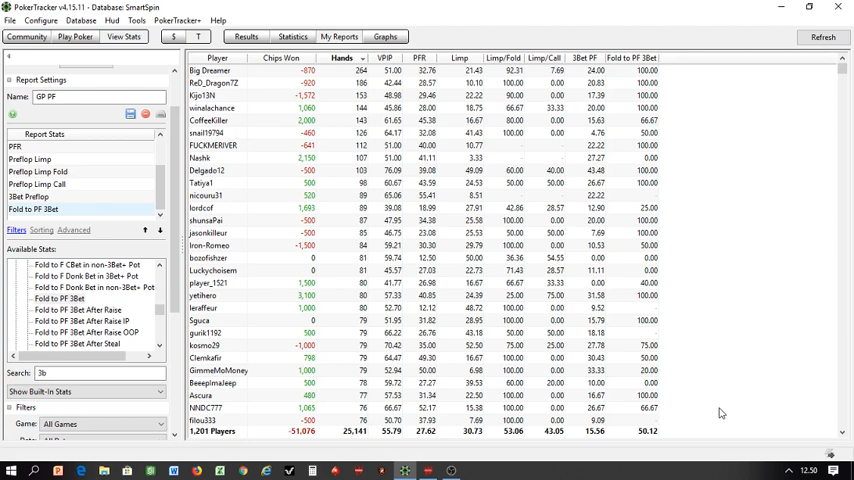 PokerTracker v4.15.11 - Database: SmartSpin
File Configure Database Hud Tools PokerTracker+ Help
Community Play Poker View Stats $ T Results Statistics My Reports Graphs Refresh
Report Settings
Name: GP PF
Report Stats
PFR
Preflop Limp
Preflop Limp Fold
Preflop Limp Call
3Bet Preflop
Fold to PF 3Bet
Filters Sorting Advanced
Available Stats:
Fold to F CBet in non-3Bet+ Pot
Fold to F Donk Bet in 3Bet+ Pot
Fold to F Donk Bet in non-3Bet+ Pot
Fold to PF 3Bet
Fold to PF 3Bet After Raise
Fold to PF 3Bet After Raise IP
Fold to PF 3Bet After Raise OOP
Fold to PF 3Bet After Steal
Search: 3b
Show Built-In Stats
Filters
Game: All Games
Player Chips Won Hands VPIP PFR Limp Limp/Fold Limp/Call 3Bet PF Fold to PF 3Bet
Big Dreamer -870 264 51.00 32.76 21.43 92.31 7.69 24.00 100.00
ReD_Dragon7Z -920 186 42.44 28.57 10.10 100.00 0.00 20.83 100.00
Kijo13N -1,572 153 48.98 29.46 22.22 90.00 0.00 17.39 100.00
winalachance 1,060 144 45.86 28.00 18.75 66.67 33.33 20.00 100.00
CoffeeKiller 2,000 143 61.65 45.38 16.67 80.00 0.00 15.63 66.67
snail19794 -460 126 64.17 32.08 41.43 100.00 0.00 4.76 50.00
FUCKMERIVER -641 112 51.00 40.00 10.77 - - 22.22 100.00
Nashk 2,150 107 51.00 41.11 3.33 - - 27.27 0.00
Delgado12 -500 103 76.09 39.08 49.09 60.00 40.00 43.48 0.00
Tatiya1 500 98 60.67 43.59 24.53 50.00 50.00 26.67 100.00
nicouru31 520 89 65.06 55.41 8.51 - - 22.22 -
lordcof 1,693 89 39.08 18.99 27.91 42.86 28.57 12.90 25.00
shunsaPai -500 87 47.95 34.38 25.58 100.00 0.00 20.00 100.00
jasonkilleur -500 85 46.75 23.08 25.53 50.00 50.00 7.69 100.00
Iron-Romeo -1,500 84 59.21 30.30 29.79 71.43 28.57 10.53 50.00
bozofishzer 0 81 59.74 12.50 50.00 36.36 54.55 0.00 0.00
Luckychoisem 0 81 45.57 27.03 22.73 71.43 28.57 11.11 0.00
player_1521 1,500 80 41.77 26.98 16.67 66.67 33.33 0.00 40.00
yetihero 3,100 80 57.33 40.85 24.39 25.00 75.00 31.58 100.00
leraffeur 1,000 80 52.70 12.12 48.72 100.00 0.00 9.52 -
Sguca 0 79 51.95 31.82 28.95 100.00 0.00 15.79 100.00
gurik1192 500 79 66.22 26.76 43.18 50.00 50.00 18.18 -
kosmo29 -1,000 79 70.42 35.00 52.50 75.00 25.00 27.78 75.00
Clemkafir 798 79 64.47 49.30 16.67 100.00 0.00 30.43 50.00
GimmeMoMoney 1,000 79 52.94 50.00 6.98 100.00 0.00 33.33 20.00
BeeepImaJeep 500 78 59.72 27.27 39.53 60.00 20.00 10.00 0.00
Ascura 480 77 57.53 31.34 21.21 100.00 0.00 16.67 0.00
NNDC777 1,065 76 66.67 52.17 15.38 100.00 0.00 26.67 66.67
filou333 -500 76 50.70 37.93 15.38 100.00 0.00 8.33 0.00
1,201 Players -51,076 25,141 55.79 27.62 30.73 53.06 43.05 15.56 50.12
12.50